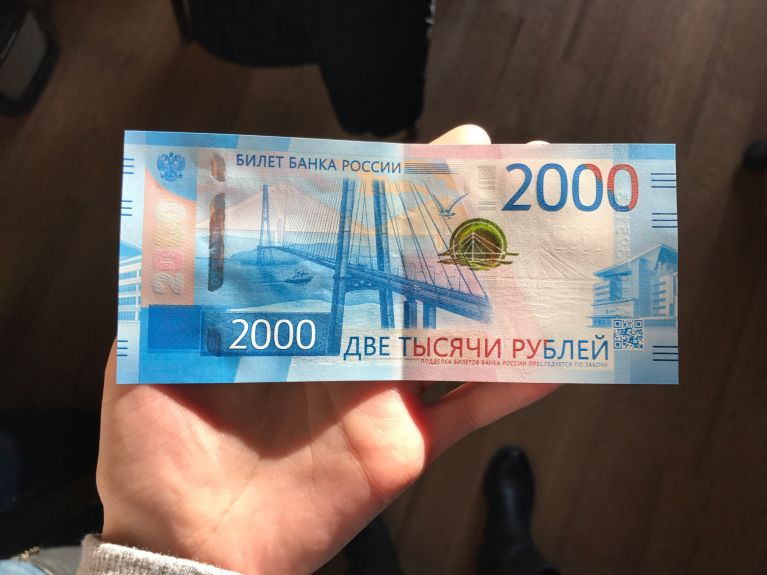 БИЛЕТ БАНКА РОССИИ
2000
2000
ДВЕ ТЫСЯЧИ РУБЛЕЙ
ПОДДЕЛКА БИЛЕТОВ БАНКА РОССИИ ПРЕСЛЕДУЕТСЯ ПО ЗАКОНУ